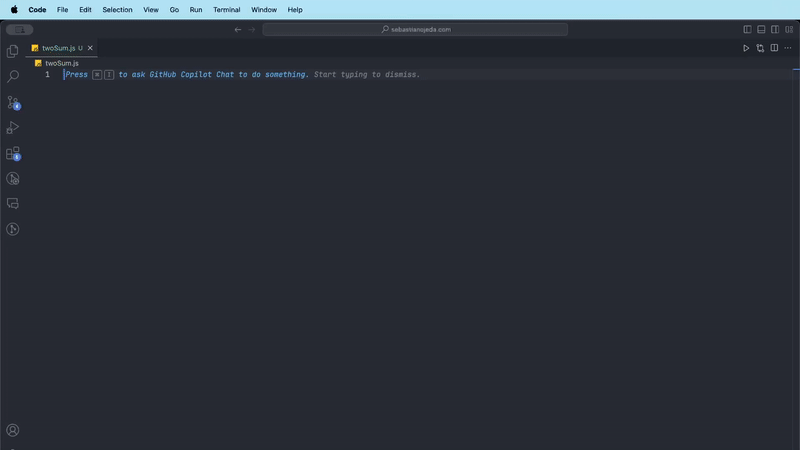 Code File Edit Selection View Go Run Terminal Window Help
sebastianojeda.com
twoSum.js U
twoSum.js
1 Press ⌘ I to ask GitHub Copilot Chat to do something. Start typing to dismiss.